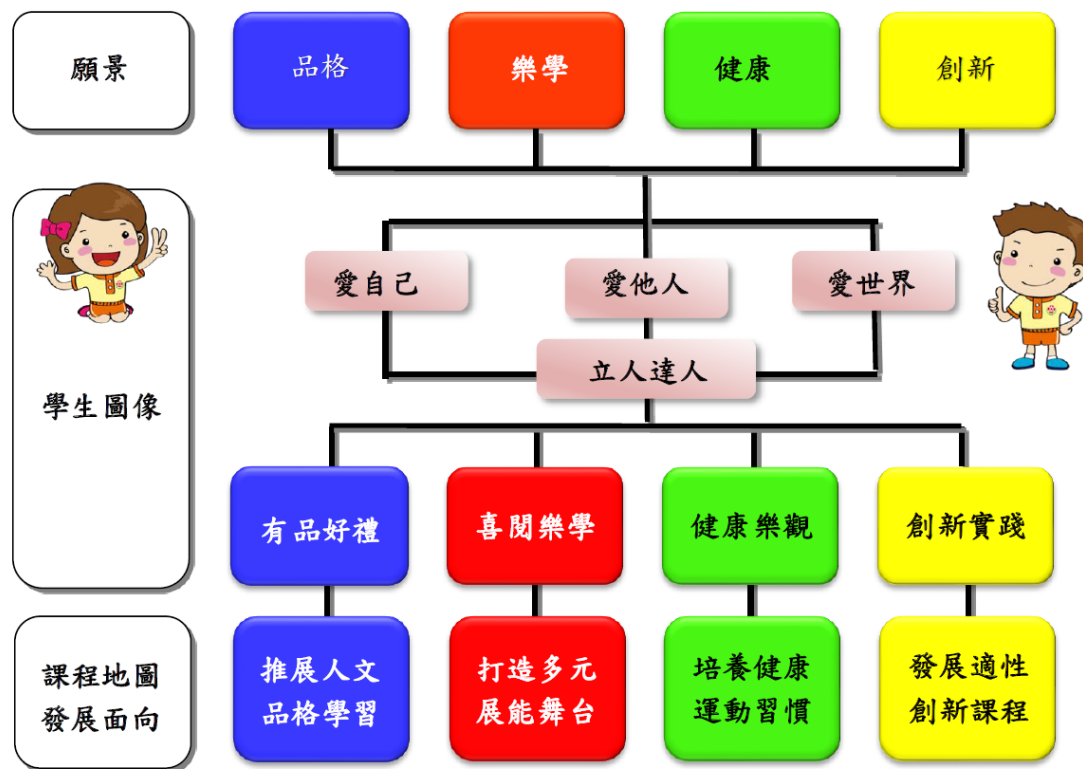 願景
品格
樂學
健康
創新
愛自己
愛他人
愛世界
立人達人
學生圖像
有品好禮
喜閱樂學
健康樂觀
創新實踐
課程地圖
發展面向
推展人文
品格學習
打造多元
展能舞台
培養健康
運動習慣
發展適性
創新課程